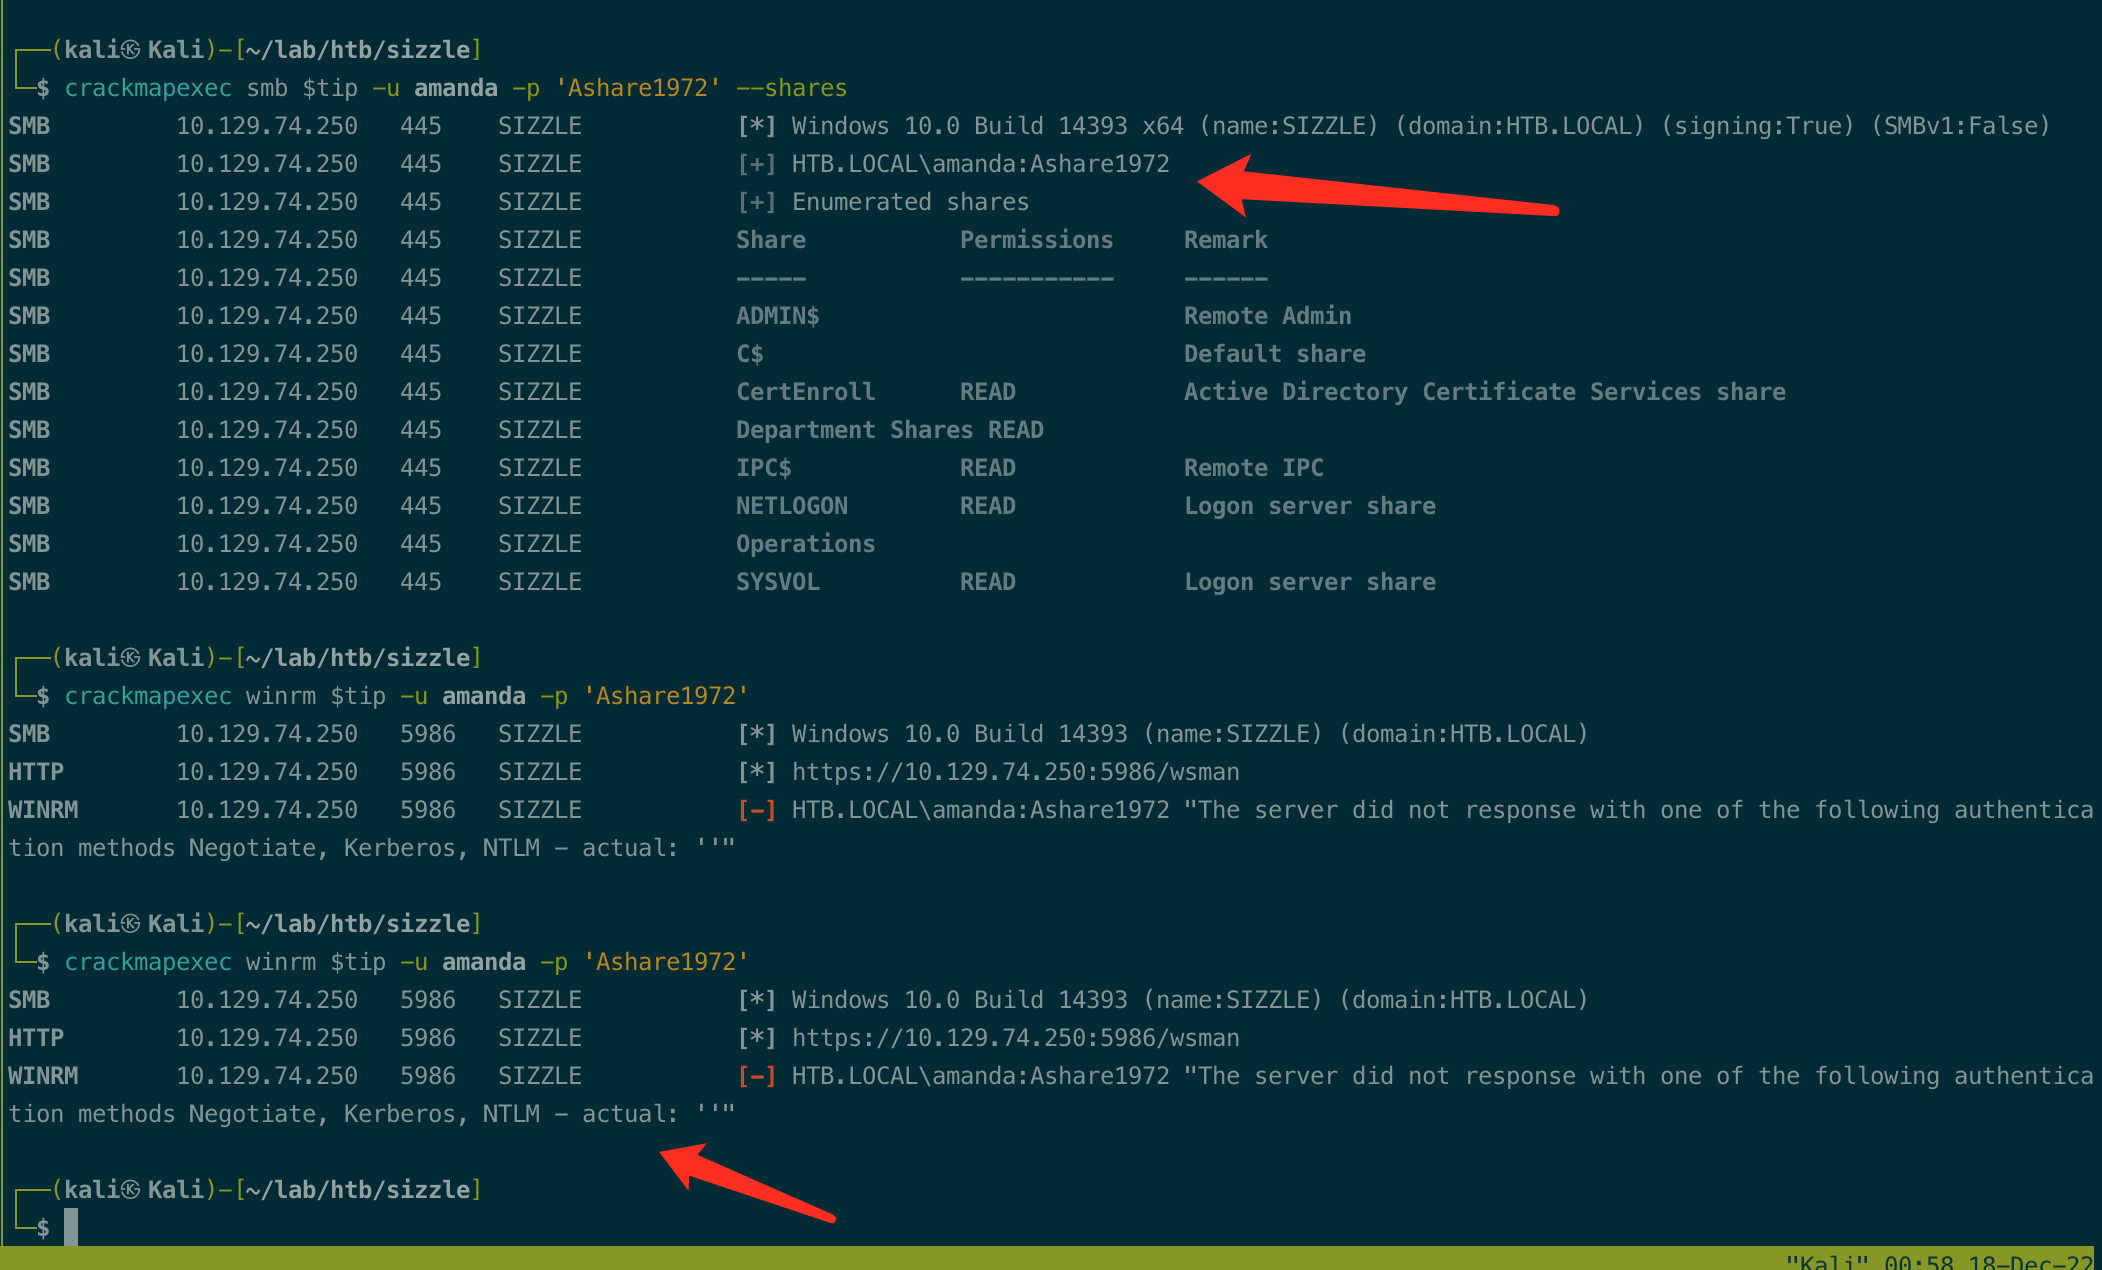 ┌──(kali㉿Kali)-[~/lab/htb/sizzle]
└─$ crackmapexec smb $tip -u amanda -p 'Ashare1972' --shares
SMB         10.129.74.250   445    SIZZLE           [*] Windows 10.0 Build 14393 x64 (name:SIZZLE) (domain:HTB.LOCAL) (signing:True) (SMBv1:False)
SMB         10.129.74.250   445    SIZZLE           [+] HTB.LOCAL\amanda:Ashare1972
SMB         10.129.74.250   445    SIZZLE           [+] Enumerated shares
SMB         10.129.74.250   445    SIZZLE           Share           Permissions     Remark
SMB         10.129.74.250   445    SIZZLE           -----           -----------     ------
SMB         10.129.74.250   445    SIZZLE           ADMIN$                          Remote Admin
SMB         10.129.74.250   445    SIZZLE           C$                              Default share
SMB         10.129.74.250   445    SIZZLE           CertEnroll      READ            Active Directory Certificate Services share
SMB         10.129.74.250   445    SIZZLE           Department Shares READ
SMB         10.129.74.250   445    SIZZLE           IPC$            READ            Remote IPC
SMB         10.129.74.250   445    SIZZLE           NETLOGON        READ            Logon server share
SMB         10.129.74.250   445    SIZZLE           Operations
SMB         10.129.74.250   445    SIZZLE           SYSVOL          READ            Logon server share
┌──(kali㉿Kali)-[~/lab/htb/sizzle]
└─$ crackmapexec winrm $tip -u amanda -p 'Ashare1972'
SMB         10.129.74.250   5986   SIZZLE           [*] Windows 10.0 Build 14393 (name:SIZZLE) (domain:HTB.LOCAL)
HTTP        10.129.74.250   5986   SIZZLE           [*] https://10.129.74.250:5986/wsman
WINRM       10.129.74.250   5986   SIZZLE           [-] HTB.LOCAL\amanda:Ashare1972 "The server did not response with one of the following authentica
tion methods Negotiate, Kerberos, NTLM - actual: ''"
┌──(kali㉿Kali)-[~/lab/htb/sizzle]
└─$ crackmapexec winrm $tip -u amanda -p 'Ashare1972'
SMB         10.129.74.250   5986   SIZZLE           [*] Windows 10.0 Build 14393 (name:SIZZLE) (domain:HTB.LOCAL)
HTTP        10.129.74.250   5986   SIZZLE           [*] https://10.129.74.250:5986/wsman
WINRM       10.129.74.250   5986   SIZZLE           [-] HTB.LOCAL\amanda:Ashare1972 "The server did not response with one of the following authentica
tion methods Negotiate, Kerberos, NTLM - actual: ''"
┌──(kali㉿Kali)-[~/lab/htb/sizzle]
└─$
"Kali" 00:58 18-Dec-22